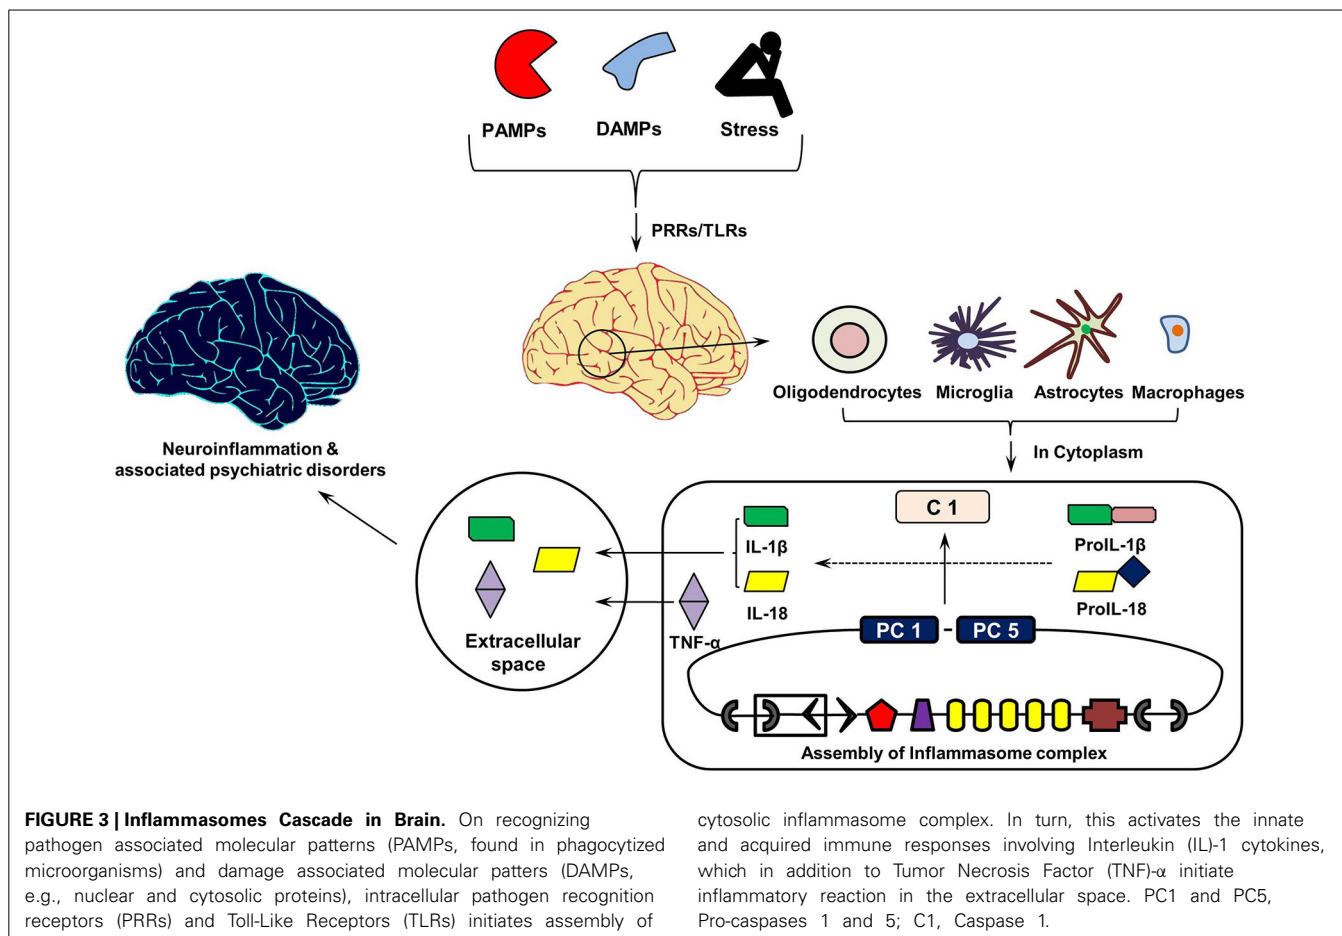 PAMPs
DAMPs
Stress
PRRs/TLRs
Oligodendrocytes
Microglia
Astrocytes
Macrophages
In Cytoplasm
Neuroinflammation &
associated psychiatric disorders
C 1
IL-1β
IL-18
ProIL-1β
ProIL-18
TNF-α
PC 1
PC 5
Extracellular
space
Assembly of Inflammasome complex
FIGURE 3 | Inflammasomes Cascade in Brain. On recognizing
pathogen associated molecular patterns (PAMPs, found in phagocytized
microorganisms) and damage associated molecular patters (DAMPs,
e.g., nuclear and cytosolic proteins), intracellular pathogen recognition
receptors (PRRs) and Toll-Like Receptors (TLRs) initiates assembly of
cytosolic inflammasome complex. In turn, this activates the innate
and acquired immune responses involving Interleukin (IL)-1 cytokines,
which in addition to Tumor Necrosis Factor (TNF)-α initiate
inflammatory reaction in the extracellular space. PC1 and PC5,
Pro-caspases 1 and 5; C1, Caspase 1.